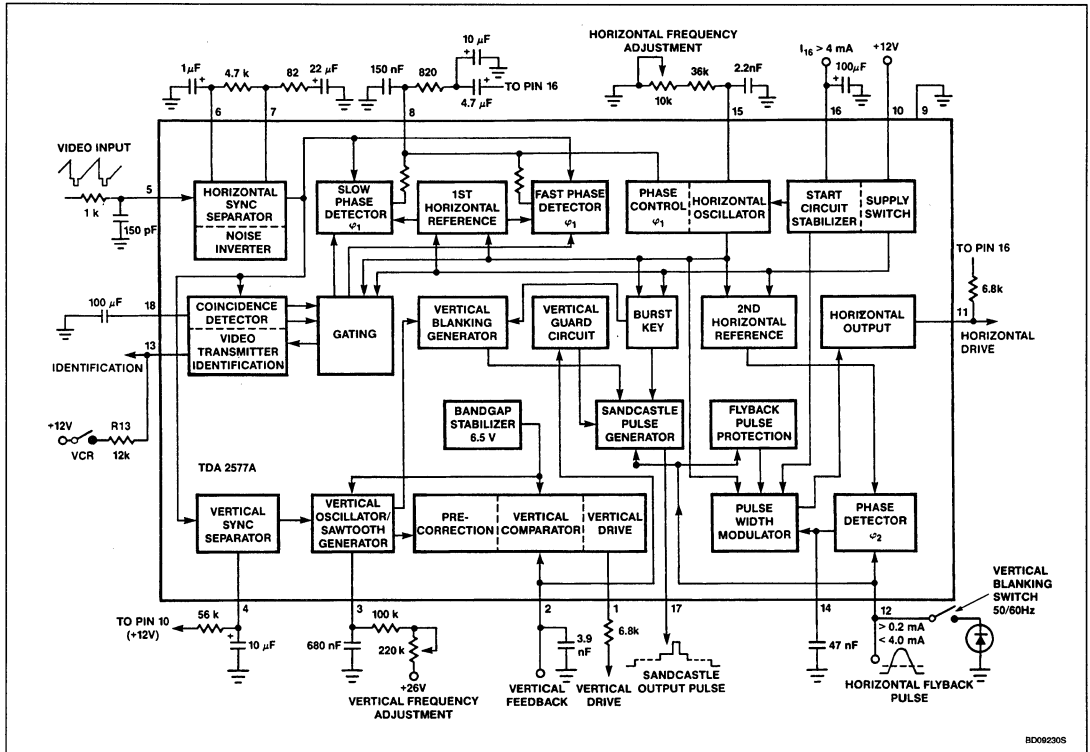 HORIZONTAL FREQUENCY
ADJUSTMENT
1μF
+
4.7 k
82
22 μF
+
150 nF
820
10 μF
+
+
4.7 μF
TO PIN 16
10k
36k
2.2nF
I16 > 4 mA
+12V
+
100μF
6
7
8
15
16
10
9
VIDEO INPUT
5
1 k
150 pF
HORIZONTAL
SYNC
SEPARATOR
NOISE
INVERTER
SLOW
PHASE
DETECTOR
φ1
1ST
HORIZONTAL
REFERENCE
FAST PHASE
DETECTOR
φ1
PHASE
CONTROL
φ1
HORIZONTAL
OSCILLATOR
START
CIRCUIT
STABILIZER
SUPPLY
SWITCH
TO PIN 16
6.8k
11
HORIZONTAL
DRIVE
100 μF
18
13
IDENTIFICATION
COINCIDENCE
DETECTOR
VIDEO
TRANSMITTER
IDENTIFICATION
GATING
VERTICAL
BLANKING
GENERATOR
VERTICAL
GUARD
CIRCUIT
BURST
KEY
2ND
HORIZONTAL
REFERENCE
HORIZONTAL
OUTPUT
+12V
VCR
R13
12k
BANDGAP
STABILIZER
6.5 V
SANDCASTLE
PULSE
GENERATOR
FLYBACK
PULSE
PROTECTION
TDA 2577A
VERTICAL
SYNC
SEPARATOR
VERTICAL
OSCILLATOR/
SAWTOOTH
GENERATOR
PRE-
CORRECTION
VERTICAL
COMPARATOR
VERTICAL
DRIVE
PULSE
WIDTH
MODULATOR
PHASE
DETECTOR
φ2
4
3
2
1
17
14
12
TO PIN 10
(+12V)
56 k
+
10 μF
680 nF
100 k
220 k
+26V
VERTICAL FREQUENCY
ADJUSTMENT
3.9
nF
VERTICAL
FEEDBACK
6.8k
VERTICAL
DRIVE
SANDCASTLE
OUTPUT PULSE
47 nF
> 0.2 mA
< 4.0 mA
HORIZONTAL FLYBACK
PULSE
VERTICAL
BLANKING
SWITCH
50/60Hz
BD09230S